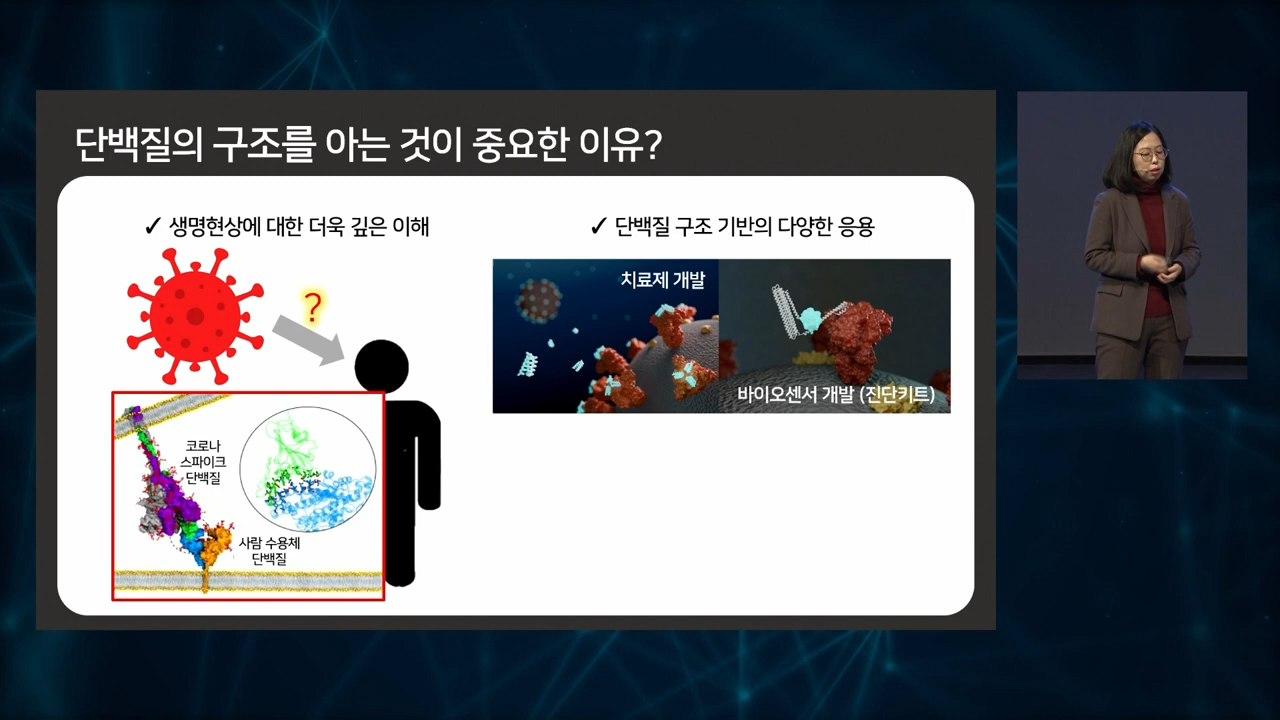 단백질의 구조를 아는 것이 중요한 이유?
✓ 생명현상에 대한 더욱 깊은 이해
?
코로나
스파이크
단백질
사람 수용체
단백질
✓ 단백질 구조 기반의 다양한 응용
치료제 개발
바이오센서 개발 (진단키트)